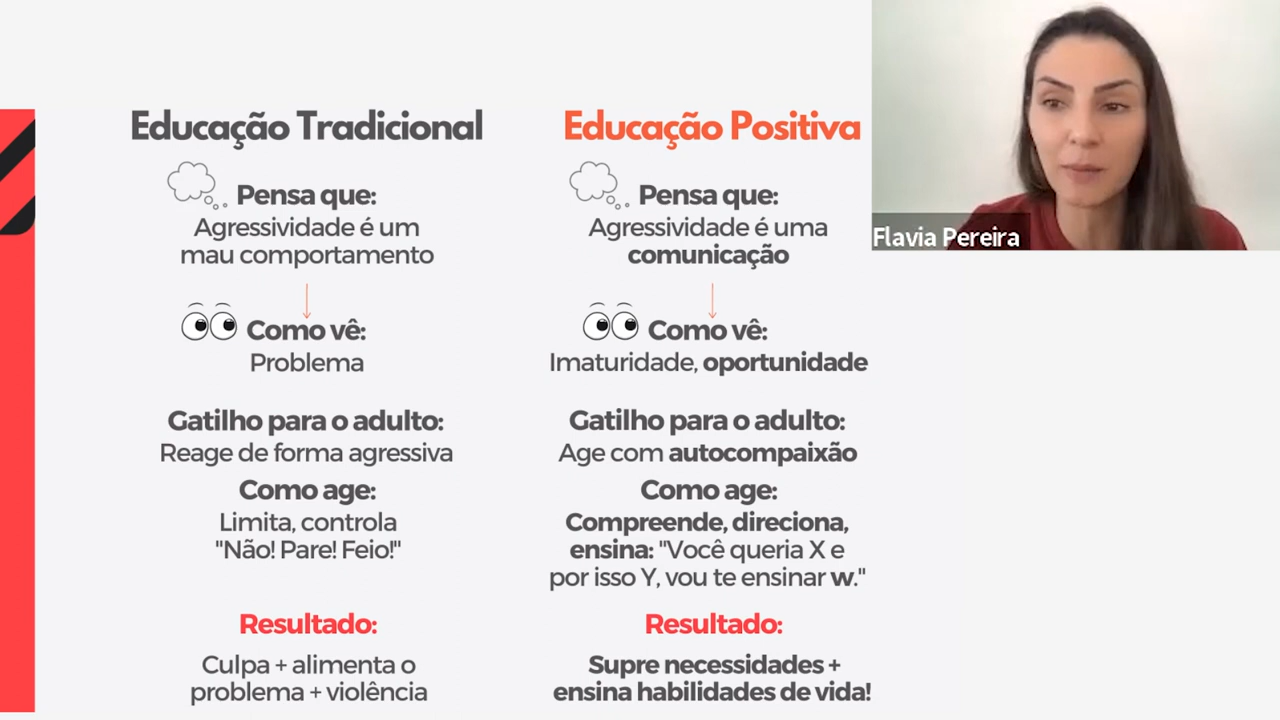 Educação Tradicional
Pensa que:
Agressividade é um
mau comportamento
Como vê:
Problema
Gatilho para o adulto:
Reage de forma agressiva
Como age:
Limita, controla
"Não! Pare! Feio!"
Resultado:
Culpa + alimenta o
problema + violência
Educação Positiva
Pensa que:
Agressividade é uma
comunicação
Como vê:
Imaturidade, oportunidade
Gatilho para o adulto:
Age com autocompaixão
Como age:
Compreende, direciona,
ensina: "Você queria X e
por isso Y, vou te ensinar w."
Resultado:
Supre necessidades +
ensina habilidades de vida!
Flavia Pereira